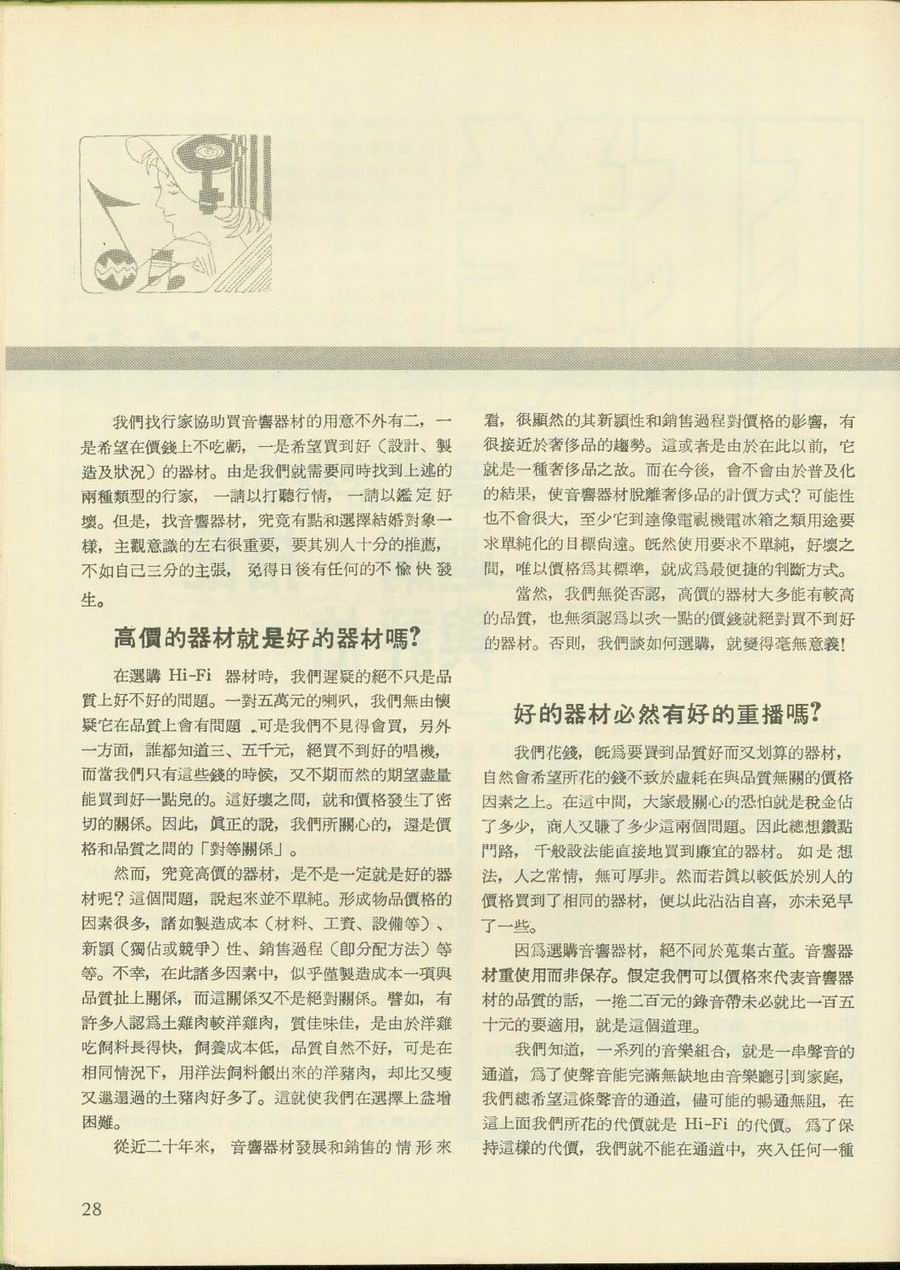 我們找行家協助買音響器材的用意不外有二，一
是希望在價錢上不吃虧，一是希望買到好（設計、製
造及狀況）的器材。由是我們就需要同時找到上述的
兩種類型的行家，一請以打聽行情，一請以鑑定好
壞。但是，找音響器材，究竟有點和選擇結婚對象一
樣，主觀意識的左右很重要，要其別人十分的推薦，
不如自己三分的主張，免得日後有任何的不愉快發
生。
高價的器材就是好的器材嗎？
在選購 Hi-Fi 器材時，我們遲疑的絕不只是品
質上好不好的問題。一對五萬元的喇叭，我們無由懷
疑它在品質上會有問題．可是我們不見得會買，另外
一方面，誰都知道三、五千元，絕買不到好的唱機，
而當我們只有這些錢的時候，又不期而然的期望盡量
能買到好一點兒的。這好壞之間，就和價格發生了密
切的關係。因此，眞正的說，我們所關心的，還是價
格和品質之間的「對等關係」。
然而，究竟高價的器材，是不是一定就是好的器
材呢？這個問題，說起來並不單純。形成物品價格的
因素很多，諸如製造成本（材料、工資、設備等）、
新頴（獨佔或競爭）性、銷售過程（卽分配方法）等
等。不幸，在此諸多因素中，似乎僅製造成本一項與
品質扯上關係，而這關係又不是絕對關係。譬如，有
許多人認爲土雞肉較洋雞肉，質佳味佳，是由於洋雞
吃飼料長得快，飼養成本低，品質自然不好，可是在
相同情況下，用洋法飼料餵出來的洋豬肉，却比又瘦
又邋遢過的土豬肉好多了。這就使我們在選擇上益增
困難。
從近二十年來，音響器材發展和銷售的情形來
看，很顯然的其新頴性和銷售過程對價格的影響，有
很接近於奢侈品的趨勢。這或者是由於在此以前，它
就是一種奢侈品之故。而在今後，會不會由於普及化
的結果，使音響器材脫離奢侈品的計價方式？可能性
也不會很大，至少它到達像電視機電冰箱之類用途要
求單純化的目標尙遠。旣然使用要求不單純，好壞之
間，唯以價格爲其標準，就成爲最便捷的判斷方式。
當然，我們無從否認，高價的器材大多能有較高
的品質，也無須認爲以次一點的價錢就絕對買不到好
的器材。否則，我們談如何選購，就變得毫無意義！
好的器材必然有好的重播嗎？
我們花錢，旣爲要買到品質好而又划算的器材，
自然會希望所花的錢不致於虛耗在與品質無關的價格
因素之上。在這中間，大家最關心的恐怕就是稅金佔
了多少，商人又賺了多少這兩個問題。因此總想鑽點
門路，千般設法能直接地買到廉宜的器材。如是想
法，人之常情，無可厚非。然而若眞以較低於別人的
價格買到了相同的器材，便以此沾沾自喜，亦未免早
了一些。
因爲選購音響器材，絕不同於蒐集古董。音響器
材重使用而非保存。假定我們可以價格來代表音響器
材的品質的話，一捲二百元的錄音帶未必就比一百五
十元的要適用，就是這個道理。
我們知道，一系列的音樂組合，就是一串聲音的
通道，爲了使聲音能完滿無缺地由音樂廳引到家庭，
我們總希望這條聲音的通道，儘可能的暢通無阻，在
這上面我們所花的代價就是 Hi-Fi 的代價。爲了保
持這樣的代價，我們就不能在通道中，夾入任何一種
28